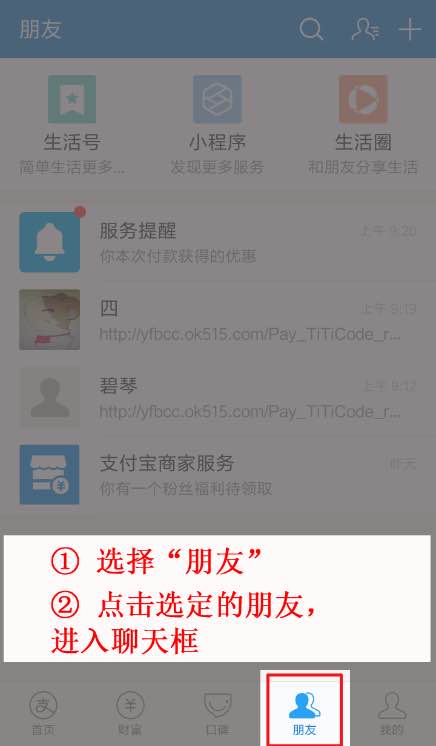 朋友
生活号 小程序 生活圈
简单生活更多... 发现更多服务 和朋友分享生活
服务提醒 上午 9:20
你本次付款获得的优惠
四 上午 9:19
http://yfbcc.ok515.com/Pay_TiTiCode_r...
碧琴 上午 9:12
http://yfbcc.ok515.com/Pay_TiTiCode_r...
支付宝商家服务 昨天
你有一个粉丝福利待领取
① 选择“朋友”
② 点击选定的朋友，
进入聊天框
首页 财富 口碑 朋友 我的